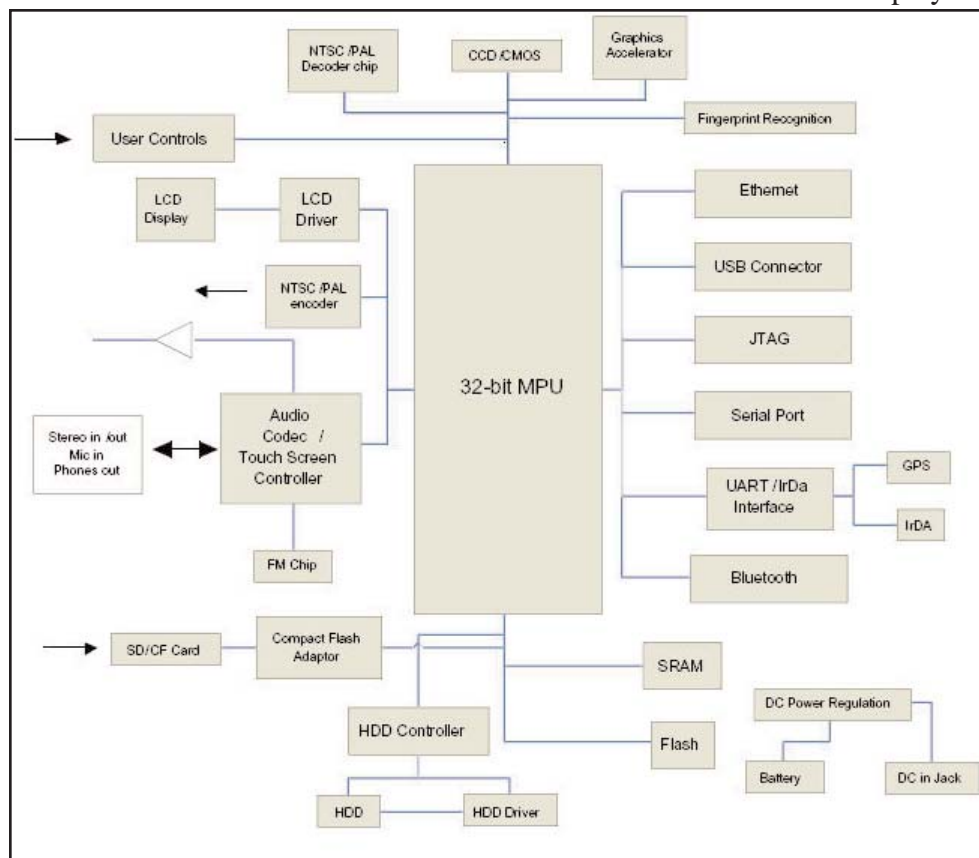 NTSC /PAL
Decoder chip
CCD /CMOS
Graphics
Accelerator
Fingerprint Recognition
User Controls
LCD
Display
LCD
Driver
Ethernet
USB Connector
NTSC /PAL
encoder
JTAG
32-bit MPU
Audio
Codec /
Touch Screen
Controller
Serial Port
Stereo in /out
Mic in
Phones out
UART /IrDa
Interface
GPS
IrDA
FM Chip
Bluetooth
SD/CF Card
Compact Flash
Adaptor
SRAM
DC Power Regulation
HDD Controller
Flash
Battery
DC in Jack
HDD
HDD Driver